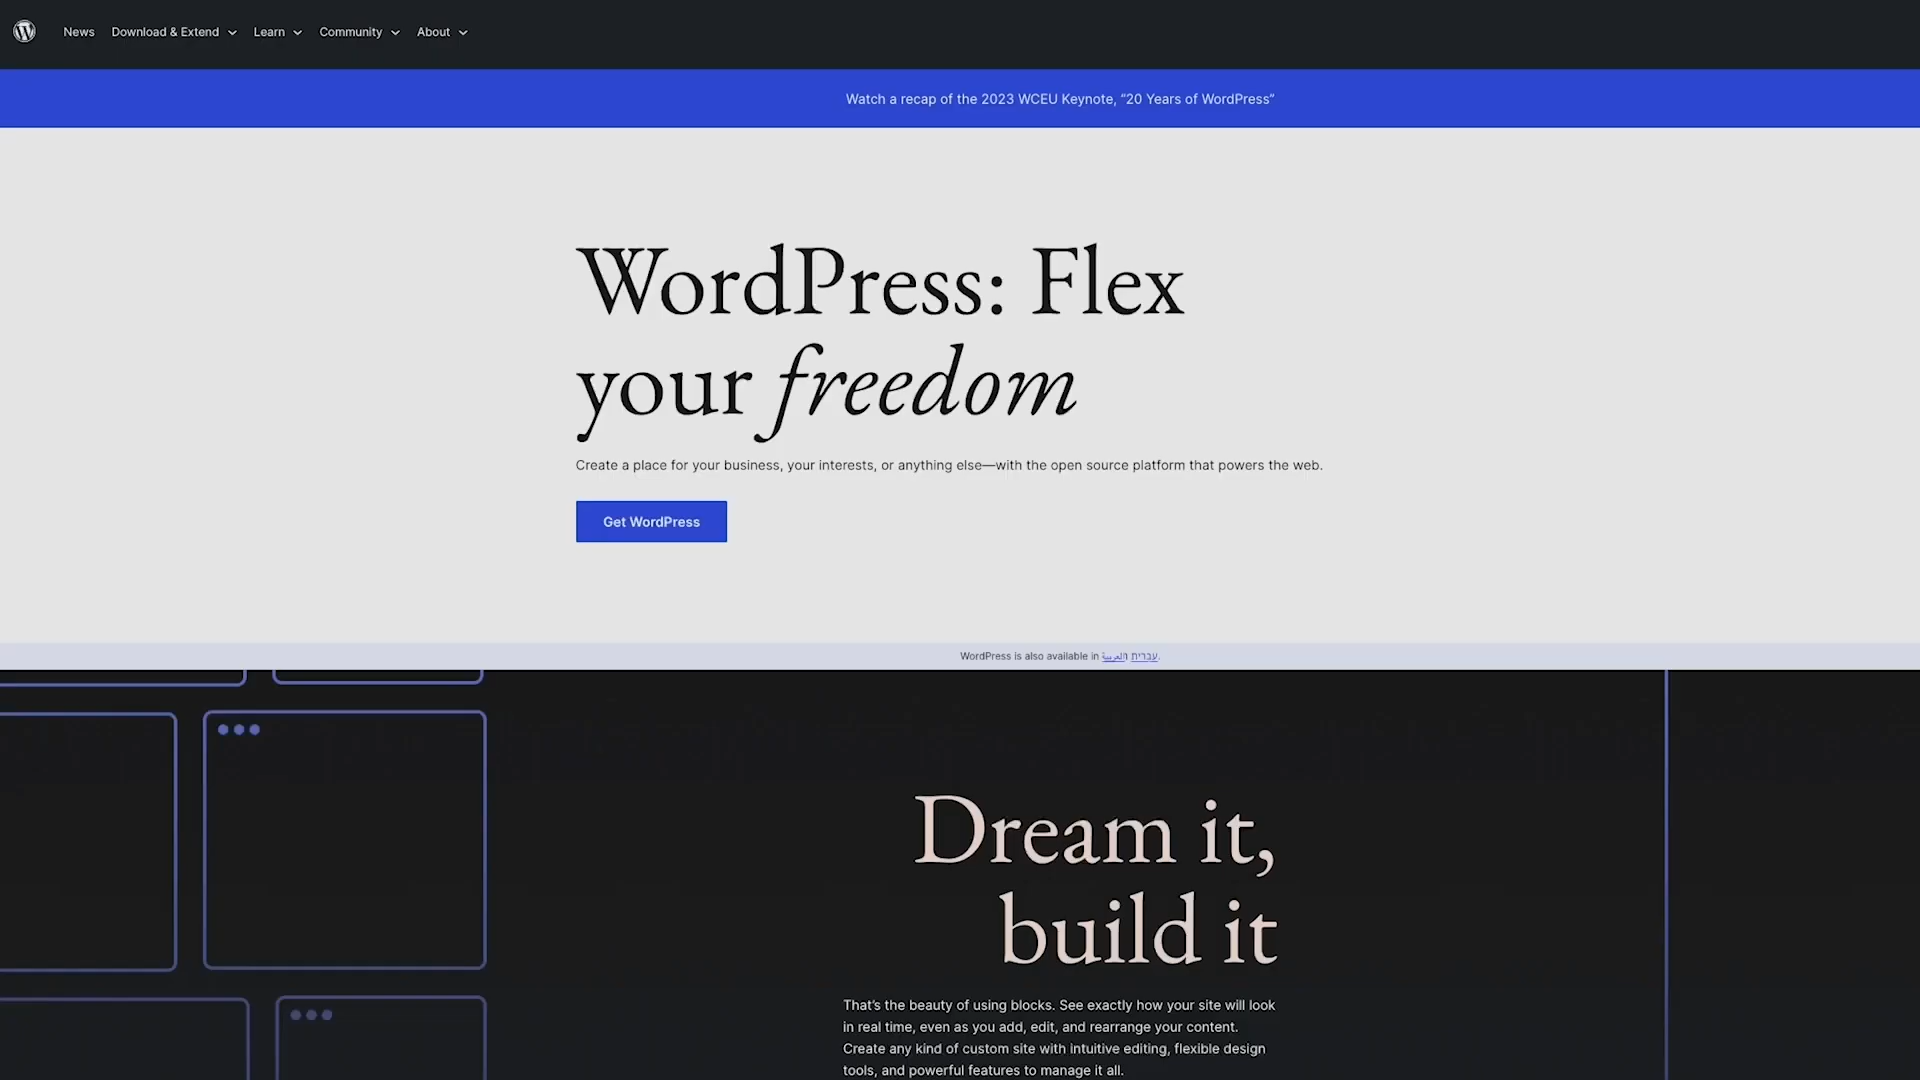 News Download & Extend Learn Community About
Watch a recap of the 2023 WCEU Keynote, “20 Years of WordPress”
WordPress: Flex
your freedom
Create a place for your business, your interests, or anything else—with the open source platform that powers the web.
Get WordPress
WordPress is also available in العربية עברית.
Dream it,
build it
That’s the beauty of using blocks. See exactly how your site will look
in real time, even as you add, edit, and rearrange your content.
Create any kind of custom site with intuitive editing, flexible design
tools, and powerful features to manage it all.